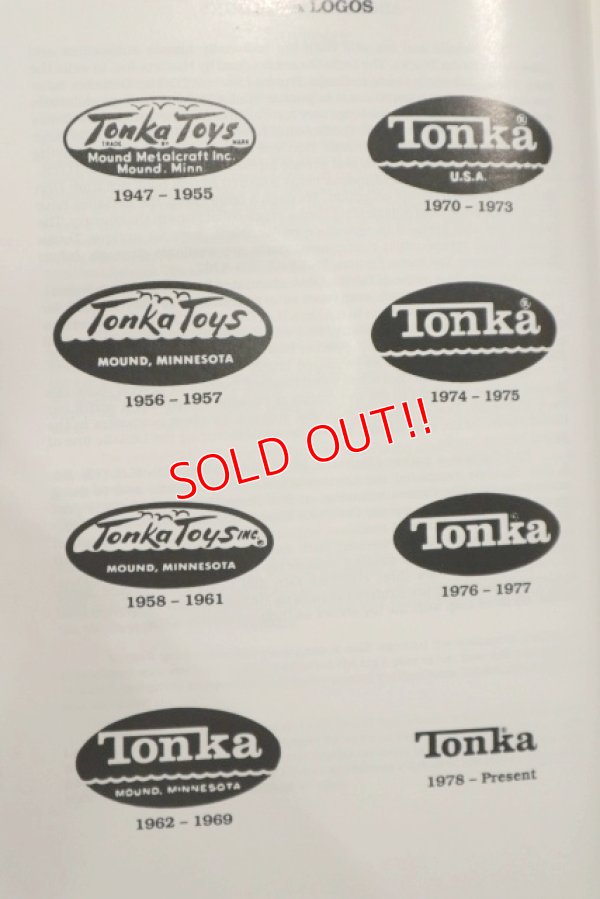 LOGOS
Tonka Toys
TRADE BY MARK
Mound Metalcraft Inc.
Mound, Minn.
1947 – 1955
Tonka ®
U.S.A.
1970 – 1973
Tonka Toys
MOUND, MINNESOTA
1956 – 1957
Tonka ®
1974 – 1975
SOLD OUT!!
Tonka Toys INC.
MOUND, MINNESOTA
1958 – 1961
Tonka
1976 – 1977
Tonka
MOUND, MINNESOTA
1962 – 1969
Tonka
1978 – Present